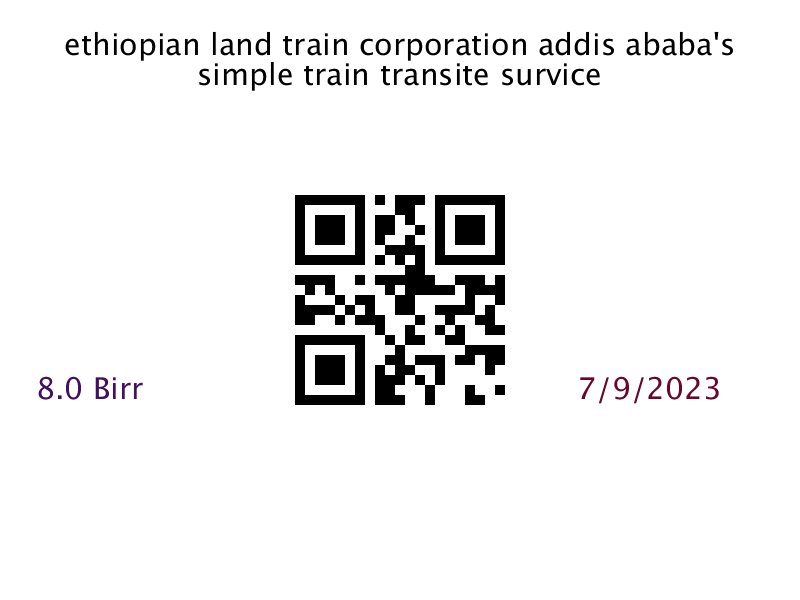 ethiopian land train corporation addis ababa's
simple train transite survice
8.0 Birr
7/9/2023